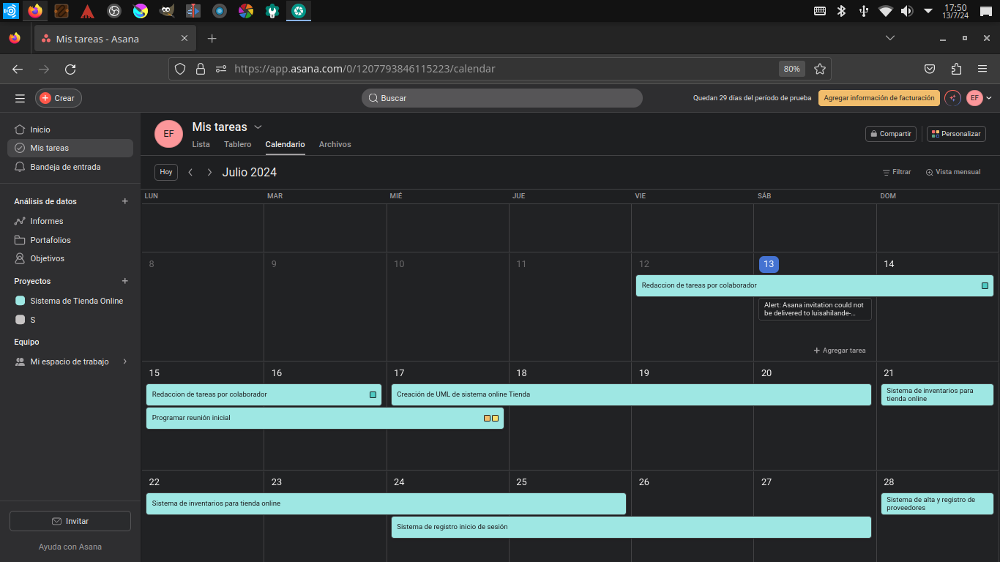 17:50
13/7/24
Mis tareas - Asana
https://app.asana.com/0/1207793846115223/calendar
80%
Crear
Buscar
Quedan 29 días del período de prueba
Agregar información de facturación
EF
Inicio
Mis tareas
Bandeja de entrada
Análisis de datos
Informes
Portafolios
Objetivos
Proyectos
Sistema de Tienda Online
S
Equipo
Mi espacio de trabajo
Invitar
Ayuda con Asana
EF
Mis tareas
Lista
Tablero
Calendario
Archivos
Compartir
Personalizar
Hoy
Julio 2024
Filtrar
Vista mensual
LUN
MAR
MIÉ
JUE
VIE
SÁB
DOM
8
9
10
11
12
13
14
Redaccion de tareas por colaborador
Alert: Asana invitation could not
be delivered to luisahilande-...
Agregar tarea
15
16
17
18
19
20
21
Redaccion de tareas por colaborador
Creación de UML de sistema online Tienda
Sistema de inventarios para
tienda online
Programar reunión inicial
22
23
24
25
26
27
28
Sistema de inventarios para tienda online
Sistema de alta y registro de
proveedores
Sistema de registro inicio de sesión